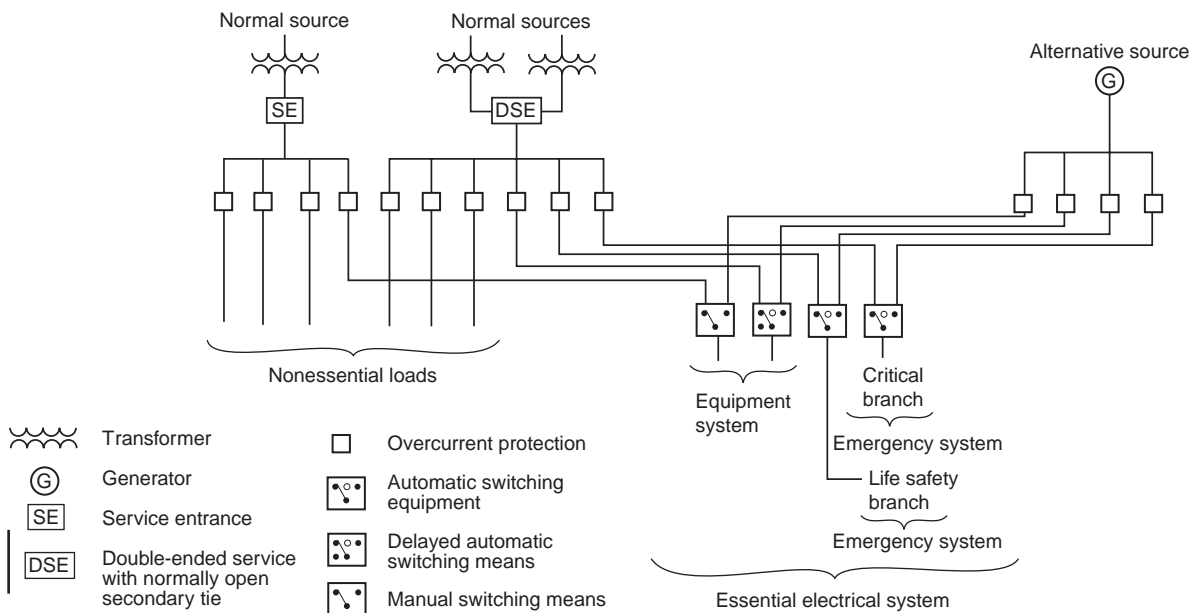 Normal source
Normal sources
Alternative source
G
SE
DSE
Nonessential loads
Equipment
system
Critical
branch
Emergency system
Life safety
branch
Emergency system
Essential electrical system
Transformer
G
Generator
SE
Service entrance
DSE
Double-ended service
with normally open
secondary tie
Overcurrent protection
Automatic switching
equipment
Delayed automatic
switching means
Manual switching means